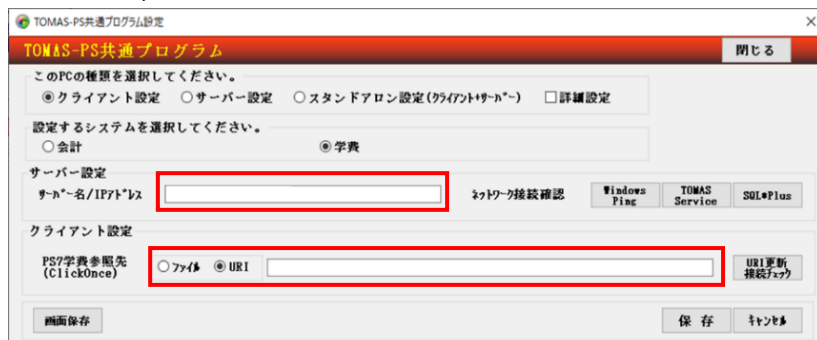 TOMAS-PS共通プログラム設定
TOMAS-PS共通プログラム 閉じる
このPCの種類を選択してください。
クライアント設定 サーバー設定 スタンドアロン設定(ｸﾗｲｱﾝﾄ+ｻｰﾊﾞｰ) 詳細設定
設定するシステムを選択してください。
会計 学費
サーバー設定
ｻｰﾊﾞｰ名/IPｱﾄﾞﾚｽ ﾈｯﾄﾜｰｸ接続確認 Windows Ping TOMAS Service SQL*Plus
クライアント設定
PS7学費参照先 (ClickOnce) ﾌｧｲﾙ URI URI更新 接続ﾁｪｯｸ
画面保存 保 存 ｷｬﾝｾﾙ